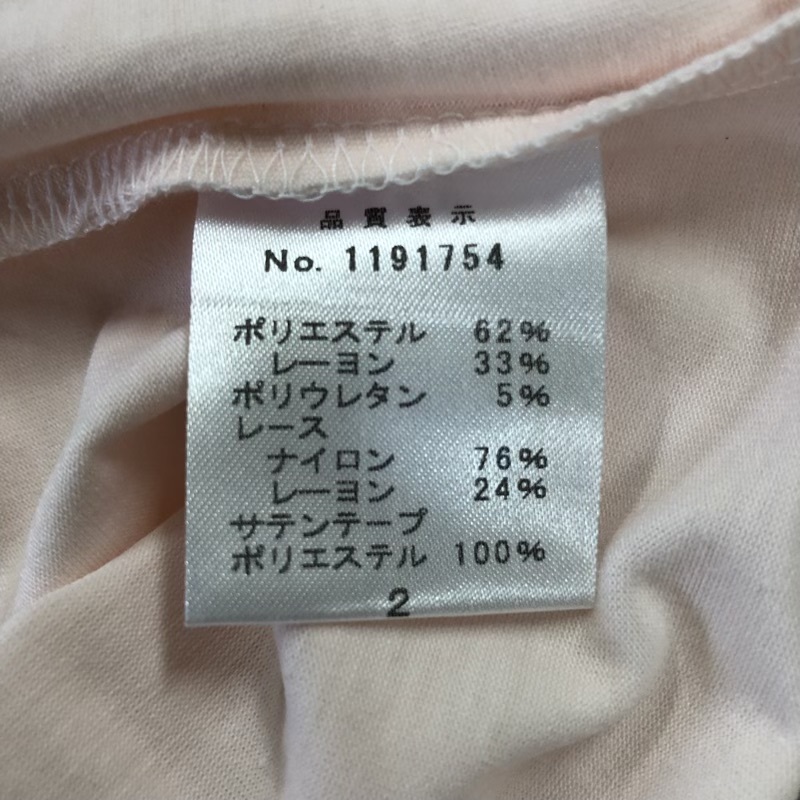 品質表示
No. 1191754
ポリエステル 62%
レーヨン 33%
ポリウレタン 5%
レース
ナイロン 76%
レーヨン 24%
サテンテープ
ポリエステル 100%
2